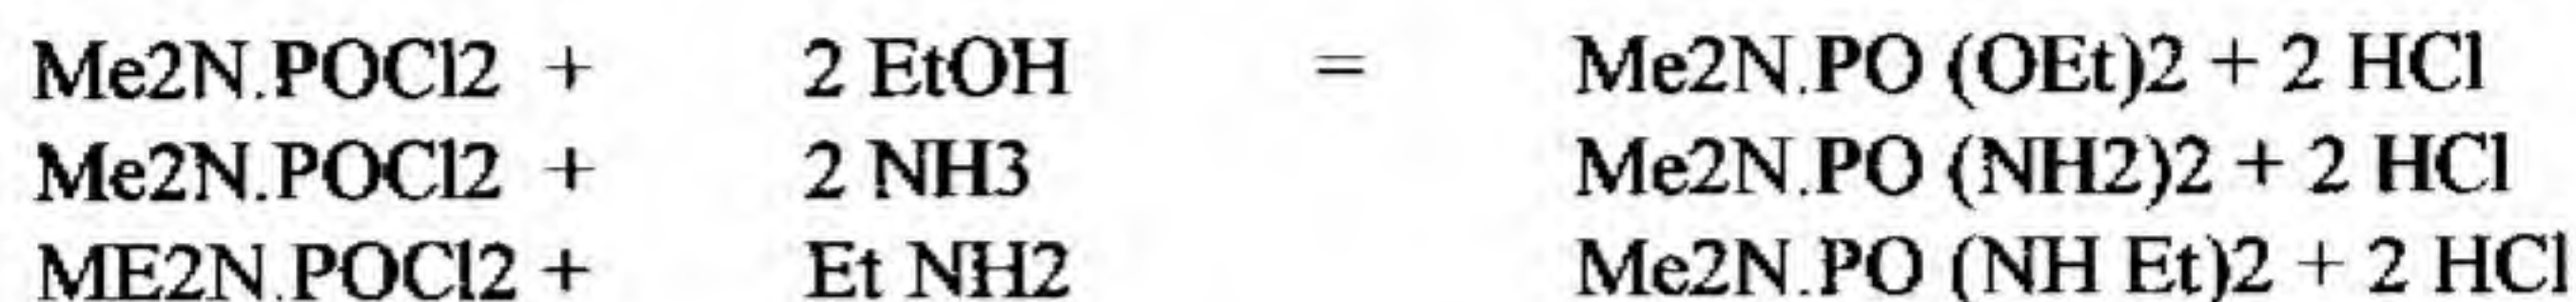 Me2N.POCl2 + 2 EtOH = Me2N.PO (OEt)2 + 2 HCl
Me2N.POCl2 + 2 NH3 Me2N.PO (NH2)2 + 2 HCl
ME2N.POCl2 + Et NH2 Me2N.PO (NH Et)2 + 2 HCl